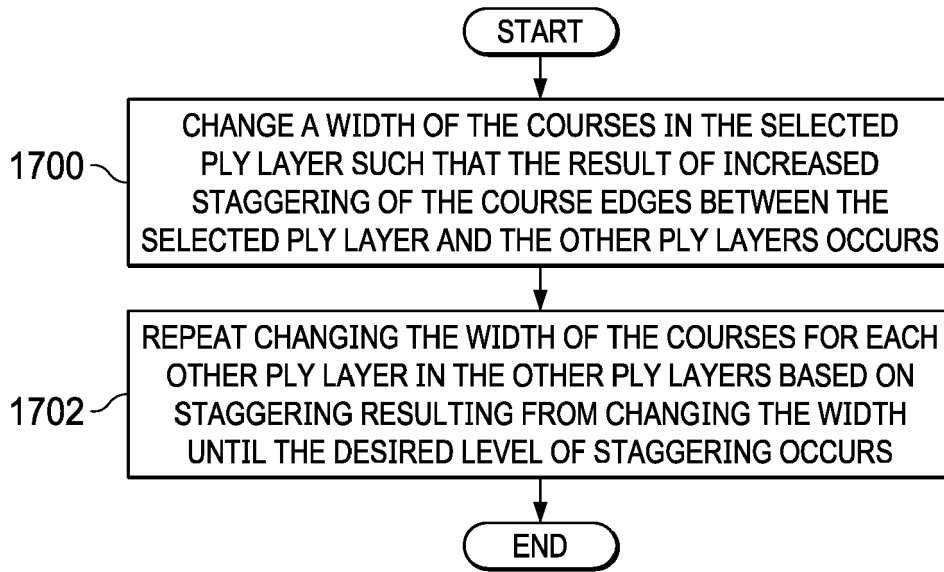 START
CHANGE A WIDTH OF THE COURSES IN THE SELECTED
PLY LAYER SUCH THAT THE RESULT OF INCREASED
STAGGERING OF THE COURSE EDGES BETWEEN THE
SELECTED PLY LAYER AND THE OTHER PLY LAYERS OCCURS
1700
REPEAT CHANGING THE WIDTH OF THE COURSES FOR EACH
OTHER PLY LAYER IN THE OTHER PLY LAYERS BASED ON
STAGGERING RESULTING FROM CHANGING THE WIDTH
UNTIL THE DESIRED LEVEL OF STAGGERING OCCURS
1702
END